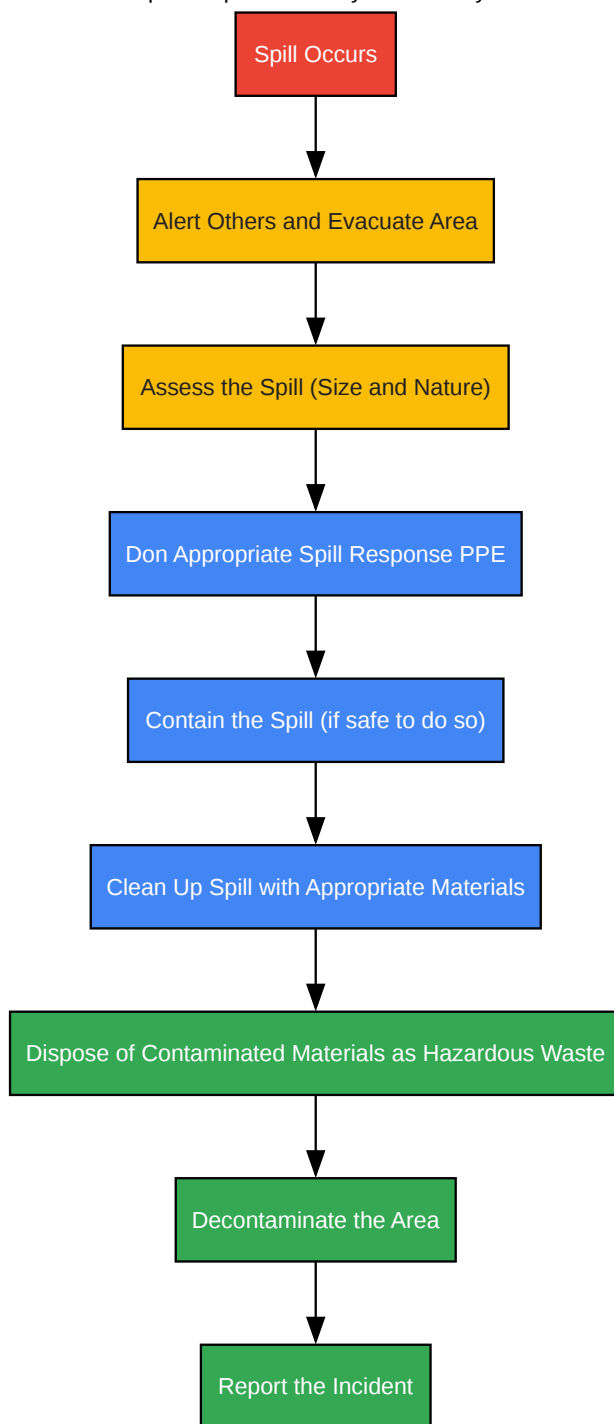 Spill Occurs
Alert Others and Evacuate Area
Assess the Spill (Size and Nature)
Don Appropriate Spill Response PPE
Contain the Spill (if safe to do so)
Clean Up Spill with Appropriate Materials
Dispose of Contaminated Materials as Hazardous Waste
Decontaminate the Area
Report the Incident